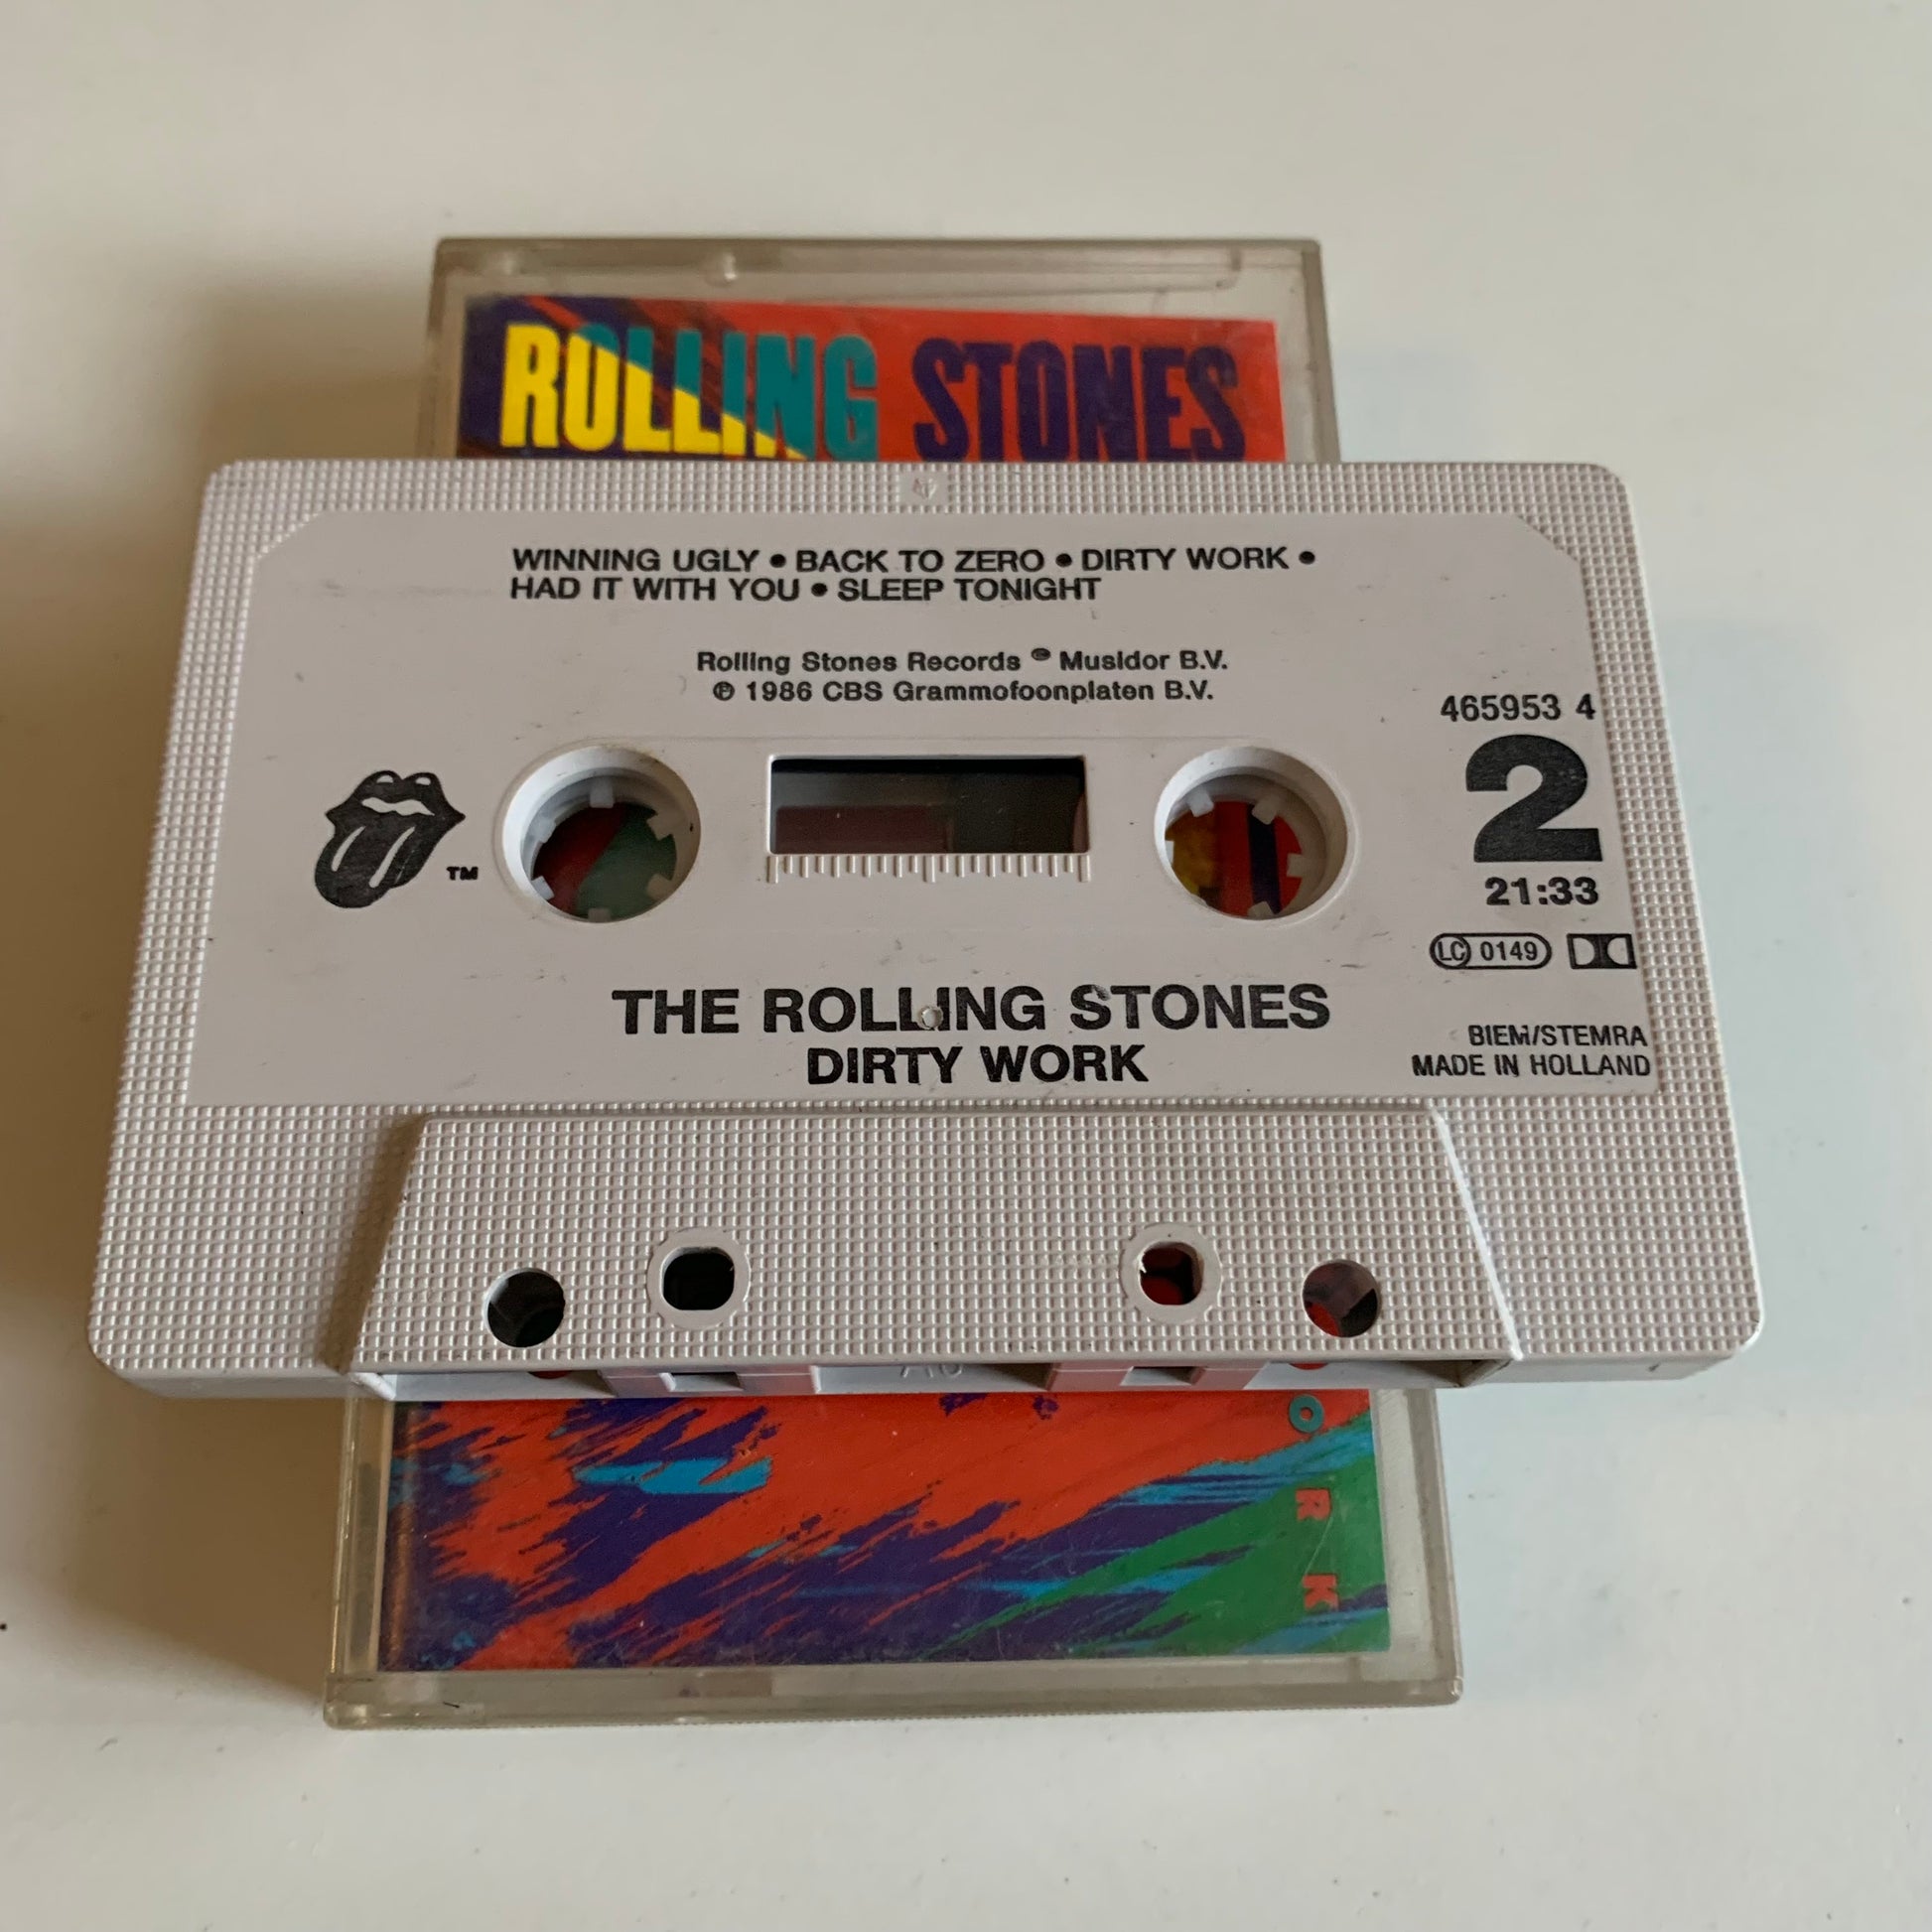 ROLLING STONES
WINNING UGLY • BACK TO ZERO • DIRTY WORK •
HAD IT WITH YOU • SLEEP TONIGHT
Rolling Stones Records © Musidor B.V.
℗ 1986 CBS Grammofoonplaten B.V.
465953 4
2
TM
21:33
LC 0149
THE ROLLING STONES
DIRTY WORK
BIEM/STEMRA
MADE IN HOLLAND
O
R
K